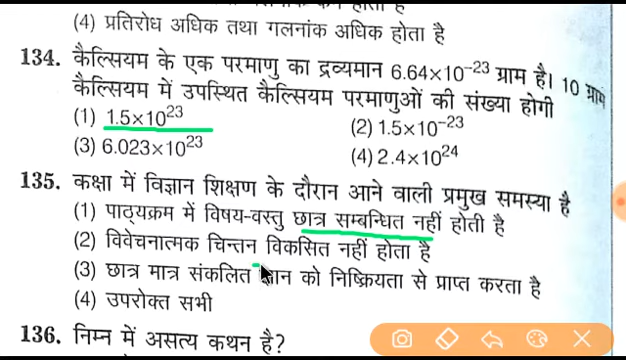 (4) प्रतिरोध अधिक तथा गलनांक अधिक होता है
134. कैल्सियम के एक परमाणु का द्रव्यमान 6.64×10⁻²³ ग्राम है। 10 ग्राम
कैल्सियम में उपस्थित कैल्सियम परमाणुओं की संख्या होगी
(1) 1.5×10²³ (2) 1.5×10⁻²³
(3) 6.023×10²³ (4) 2.4×10²⁴
135. कक्षा में विज्ञान शिक्षण के दौरान आने वाली प्रमुख समस्या है
(1) पाठ्यक्रम में विषय-वस्तु छात्र सम्बन्धित नहीं होती है
(2) विवेचनात्मक चिन्तन विकसित नहीं होता है
(3) छात्र मात्र संकलित ज्ञान को निष्क्रियता से प्राप्त करता है
(4) उपरोक्त सभी
136. निम्न में असत्य कथन है?